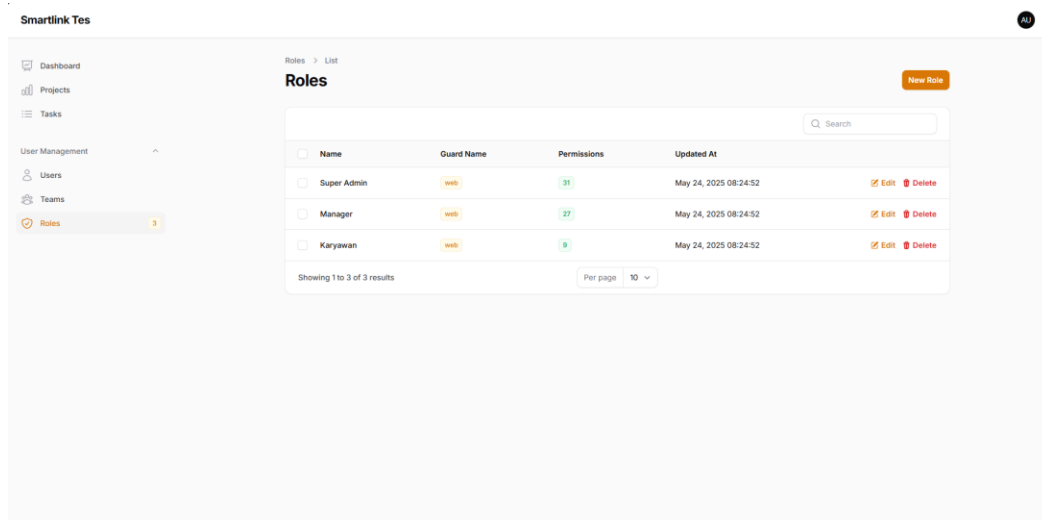 Smartlink Tes
AU
Dashboard
Projects
Tasks
User Management
Users
Teams
Roles 3
Roles > List
Roles
New Role
Search
Name Guard Name Permissions Updated At
Super Admin web 31 May 24, 2025 08:24:52 Edit Delete
Manager web 27 May 24, 2025 08:24:52 Edit Delete
Karyawan web 9 May 24, 2025 08:24:52 Edit Delete
Showing 1 to 3 of 3 results Per page 10